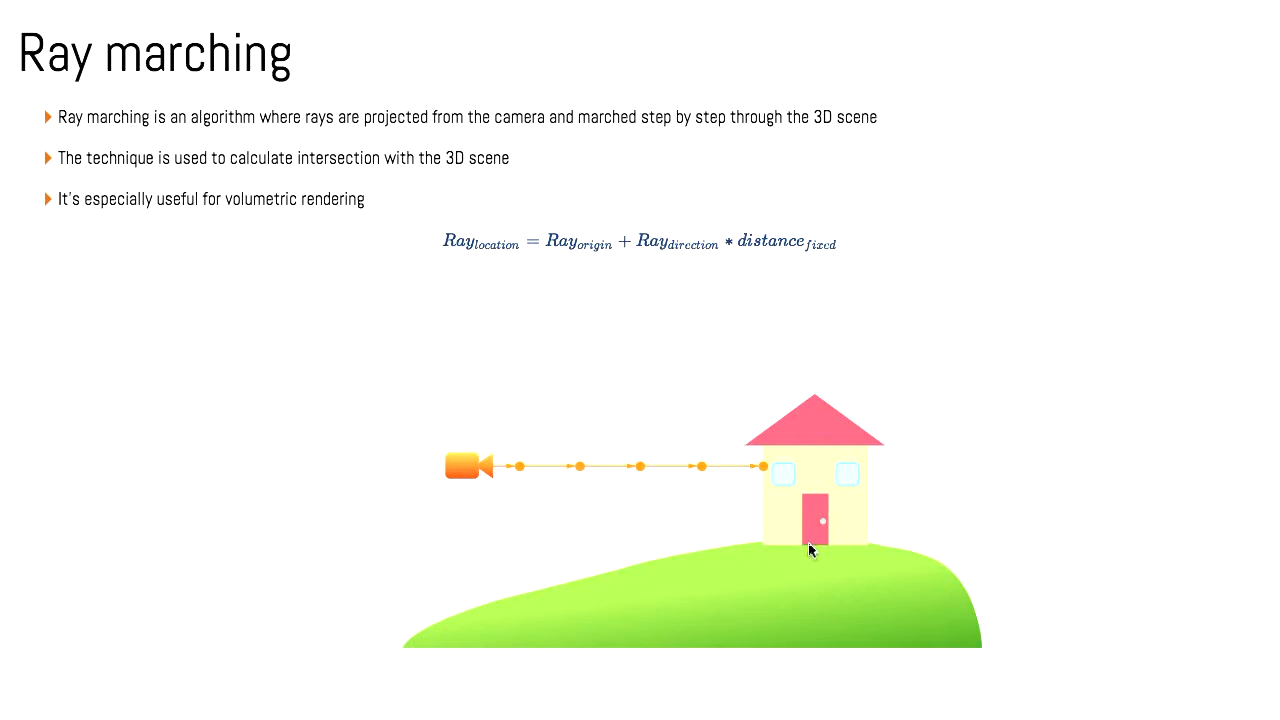 Ray marching
Ray marching is an algorithm where rays are projected from the camera and marched step by step through the 3D scene
The technique is used to calculate intersection with the 3D scene
It's especially useful for volumetric rendering
Ray_location = Ray_origin + Ray_direction * distance_fixed